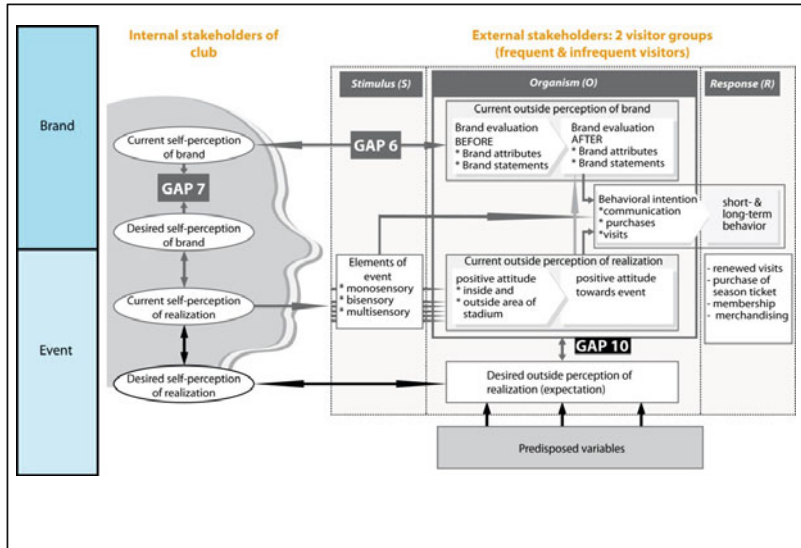 Internal stakeholders of
club
External stakeholders: 2 visitor groups
(frequent & infrequent visitors)
Brand
Event
Current self-perception
of brand
GAP 7
Desired self-perception
of brand
Current self-perception
of realization
Desired self-perception of
realization
GAP 6
Stimulus (S)
Elements of
event
* monosensory
* bisensory
* multisensory
Organism (O)
Current outside perception of brand
Brand evaluation
BEFORE
* Brand attributes
* Brand statements
Brand evaluation
AFTER
* Brand attributes
* Brand statements
Behavioral intention
*communication
* purchases
*visits
Current outside perception of realization
positive attitude
* inside and
* outside area of
stadium
positive attitude
towards event
GAP 10
Desired outside perception of
realization (expectation)
Predisposed variables
Response (R)
short- &
long-term
behavior
- renewed visits
- purchase of
season ticket
- membership
- merchandising